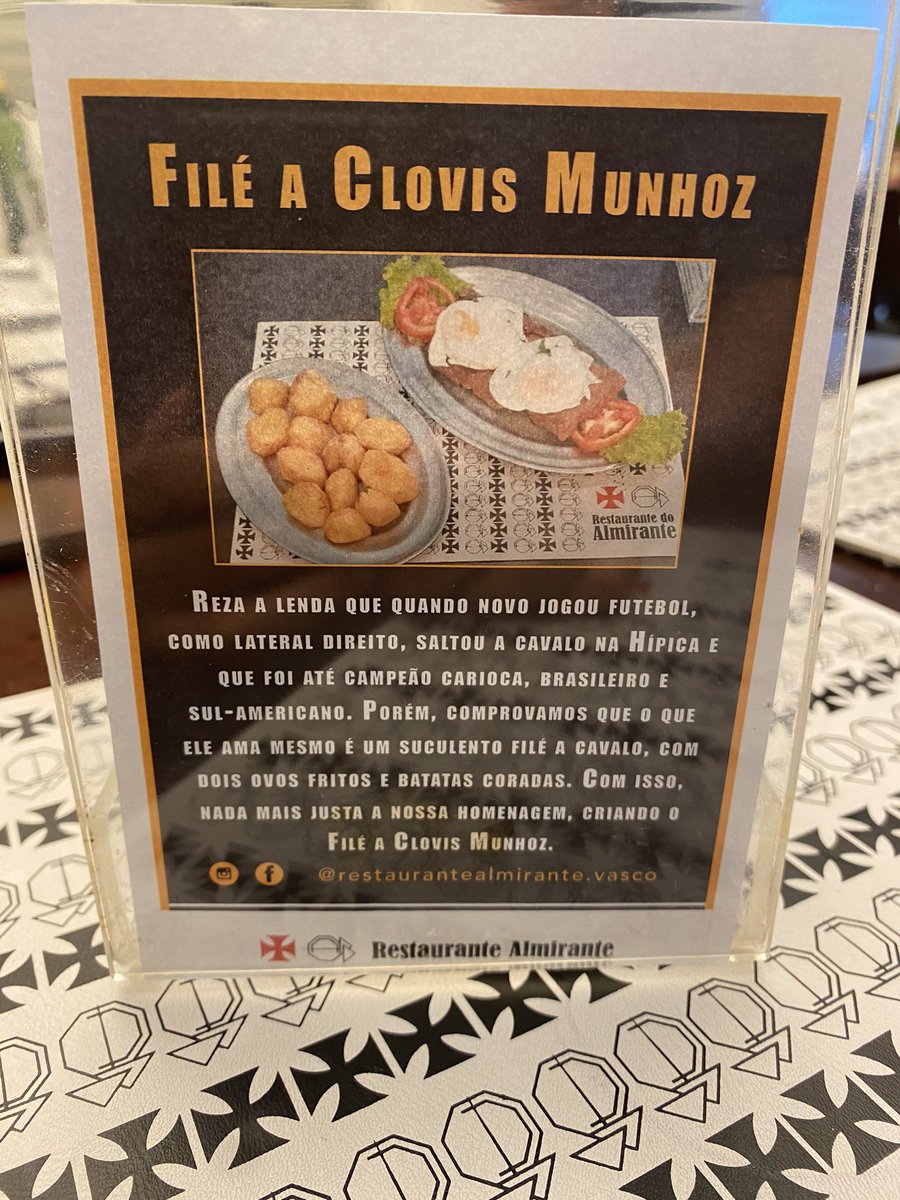 Filé a Clovis Munhoz
Restaurante do
Almirante
Reza a lenda que quando novo jogou futebol,
como lateral direito, saltou a cavalo na Hípica e
que foi até campeão carioca, brasileiro e
sul-americano. Porém, comprovamos que o que
ele ama mesmo é um suculento filé a cavalo, com
dois ovos fritos e batatas coradas. Com isso,
nada mais justa a nossa homenagem, criando o
Filé a Clovis Munhoz.
@restaurantealmirante.vasco
Restaurante Almirante